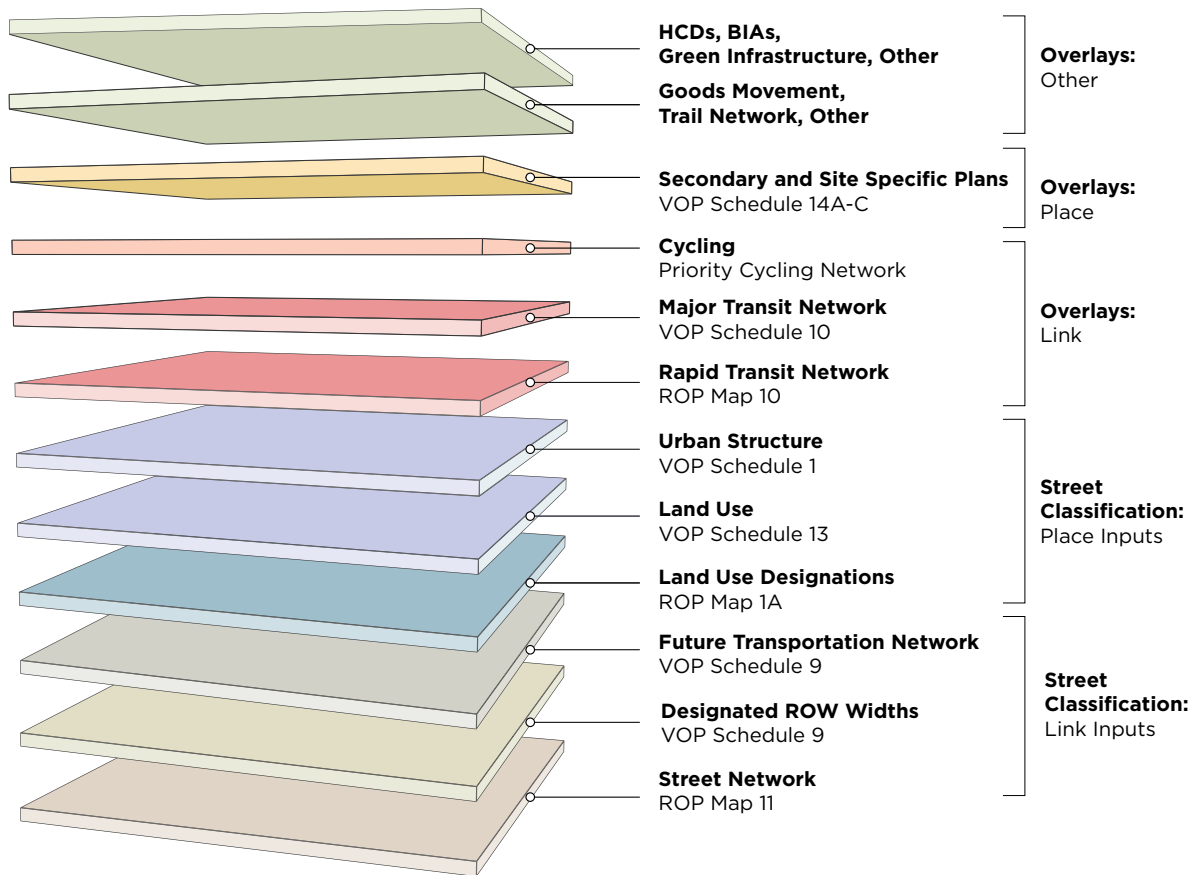 HCDs, BIAs,
Green Infrastructure, Other
Goods Movement,
Trail Network, Other
Overlays:
Other
Secondary and Site Specific Plans
VOP Schedule 14A-C
Overlays:
Place
Cycling
Priority Cycling Network
Major Transit Network
VOP Schedule 10
Rapid Transit Network
ROP Map 10
Overlays:
Link
Urban Structure
VOP Schedule 1
Land Use
VOP Schedule 13
Land Use Designations
ROP Map 1A
Street
Classification:
Place Inputs
Future Transportation Network
VOP Schedule 9
Designated ROW Widths
VOP Schedule 9
Street Network
ROP Map 11
Street
Classification:
Link Inputs